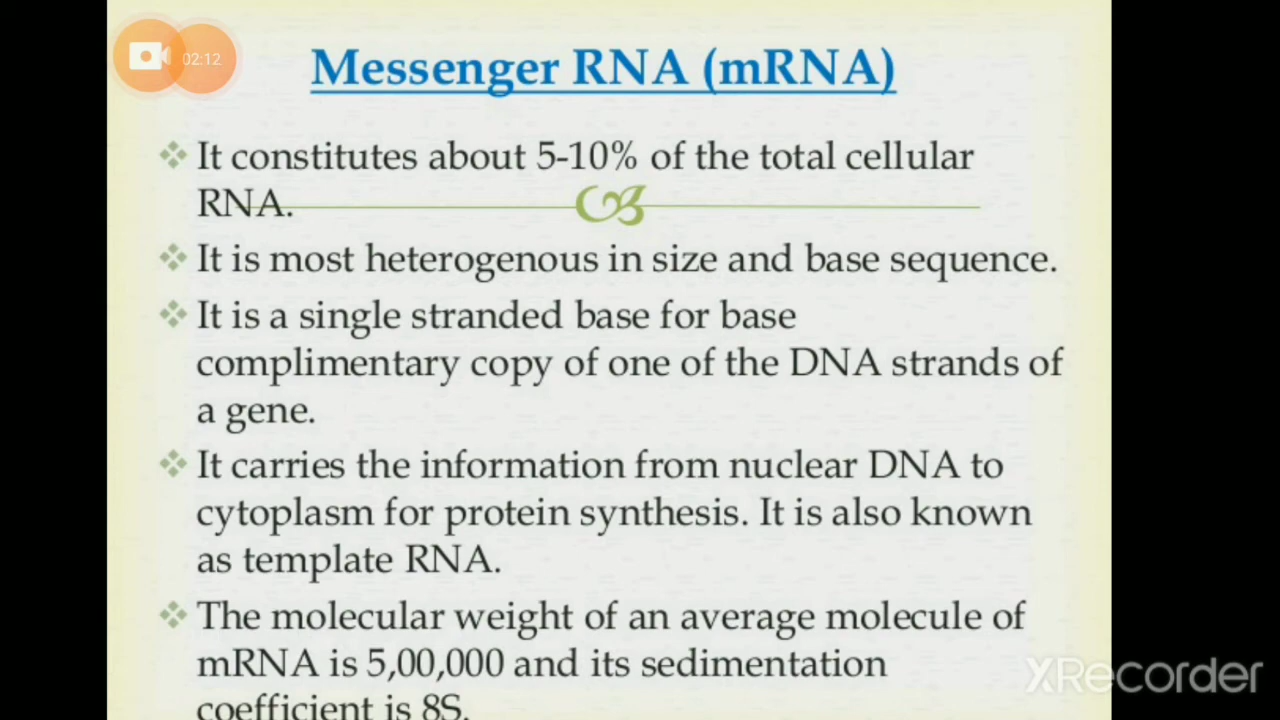 02:12
Messenger RNA (mRNA)
It constitutes about 5-10% of the total cellular
RNA.
It is most heterogenous in size and base sequence.
It is a single stranded base for base
complimentary copy of one of the DNA strands of
a gene.
It carries the information from nuclear DNA to
cytoplasm for protein synthesis. It is also known
as template RNA.
The molecular weight of an average molecule of
mRNA is 5,00,000 and its sedimentation
coefficient is 8S.
XRecorder